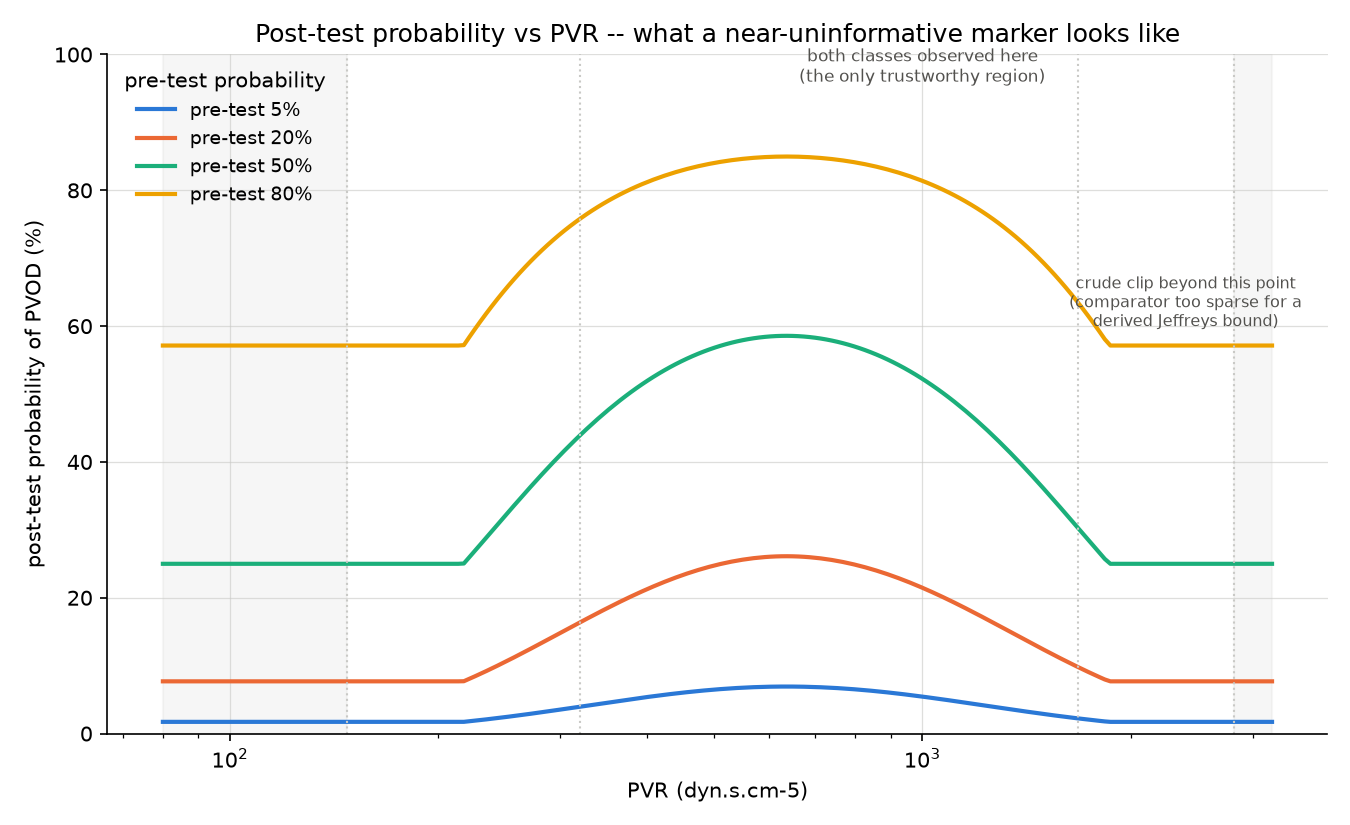 Post-test probability vs PVR -- what a near-uninformative marker looks like
both classes observed here
(the only trustworthy region)
pre-test probability
pre-test 5%
pre-test 20%
pre-test 50%
pre-test 80%
crude clip beyond this point
(comparator too sparse for a
derived Jeffreys bound)
post-test probability of PVOD (%)
100
80
60
40
20
0
10²
10³
PVR (dyn.s.cm-5)